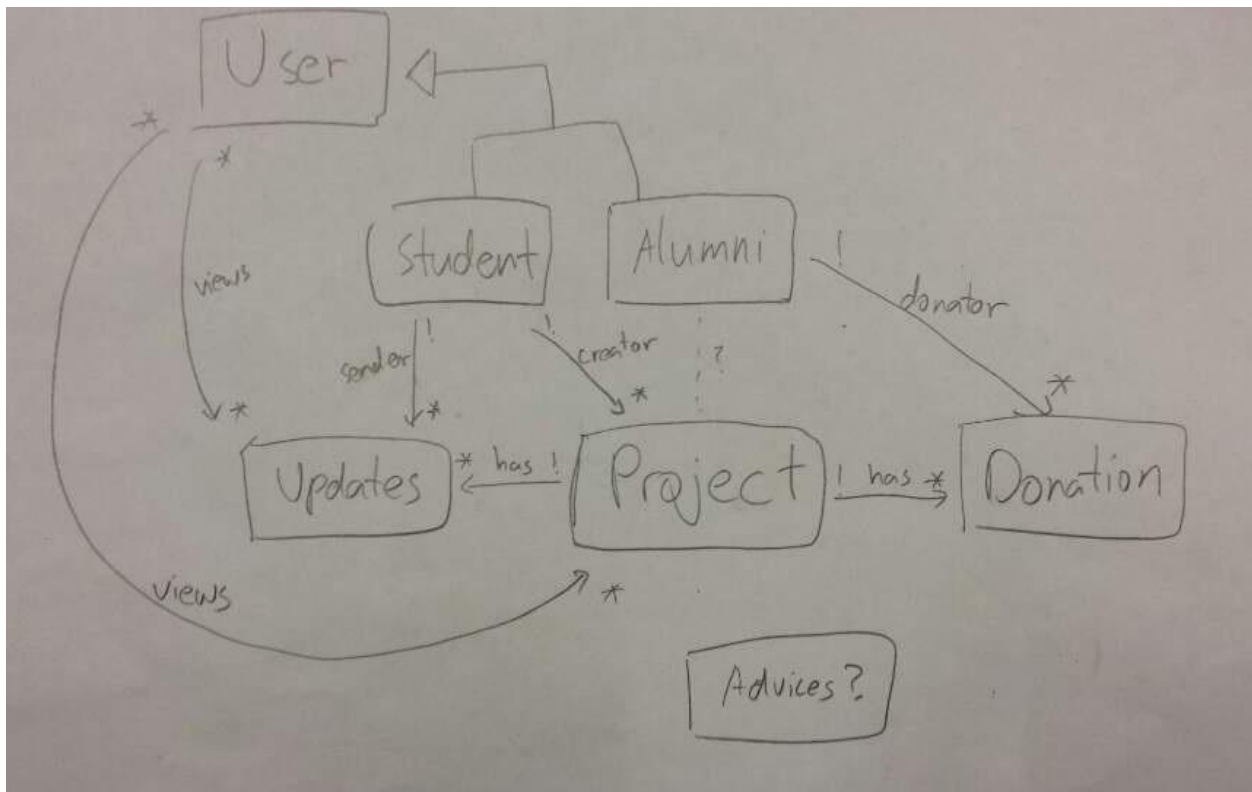 User
*
*
Student
Alumni
!
views
sender
!
!
creator
?
donator
*
*
*
*
Updates
* has !
Project
! has *
Donation
views
*
Advices?